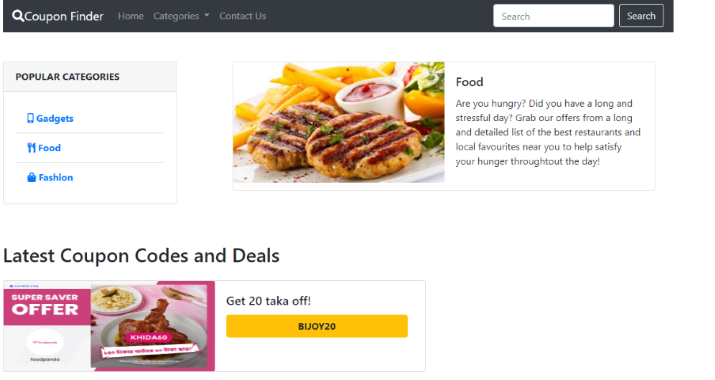 Coupon Finder Home Categories Contact Us Search Search
POPULAR CATEGORIES
Gadgets
Food
Fashion
Food
Are you hungry? Did you have a long and
stressful day? Grab our offers from a long
and detailed list of the best restaurants and
local favourites near you to help satisfy
your hunger throughtout the day!
Latest Coupon Codes and Deals
SUPER SAVER
OFFER
foodpanda
KHIDA60
Get 20 taka off!
BIJOY20